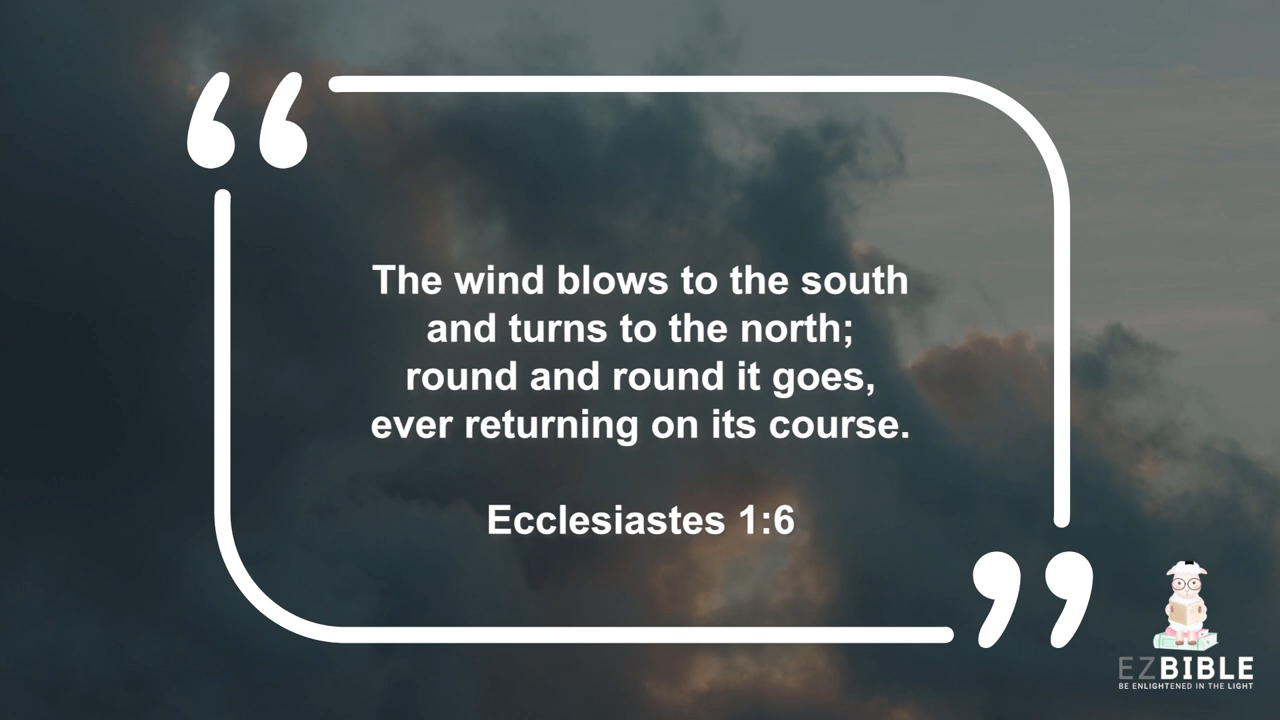 The wind blows to the south
and turns to the north;
round and round it goes,
ever returning on its course.
Ecclesiastes 1:6
EZBIBLE
BE ENLIGHTENED IN THE LIGHT